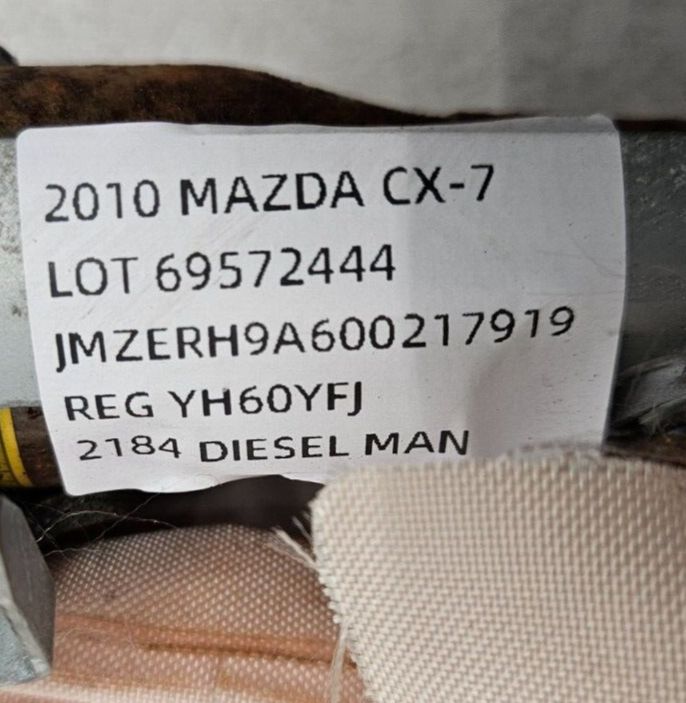 2010 MAZDA CX-7
LOT 69572444
JMZERH9A600217919
REG YH60YFJ
2184 DIESEL MAN